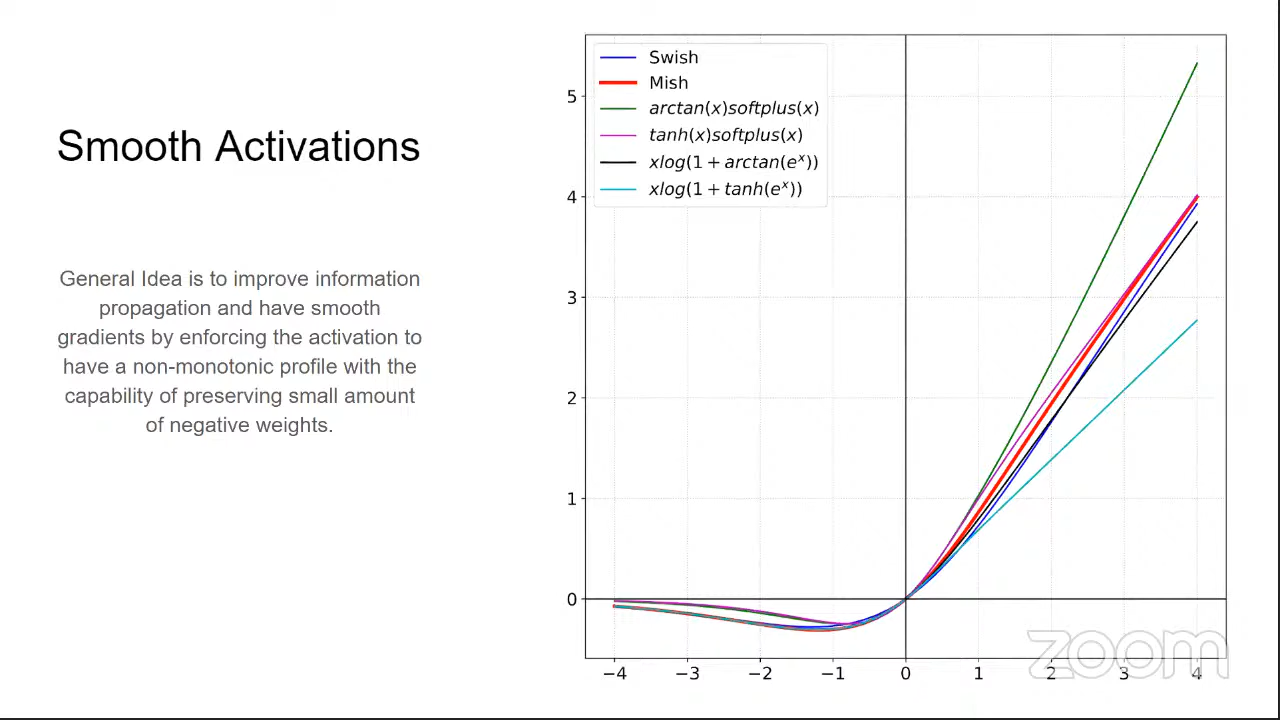 Smooth Activations
General Idea is to improve information
propagation and have smooth
gradients by enforcing the activation to
have a non-monotonic profile with the
capability of preserving small amount
of negative weights.
Swish
Mish
arctan(x)softplus(x)
tanh(x)softplus(x)
xlog(1 + arctan(eˣ))
xlog(1 + tanh(eˣ))
5
4
3
2
1
0
−4 −3 −2 −1 0 1 2 3 4
zoom